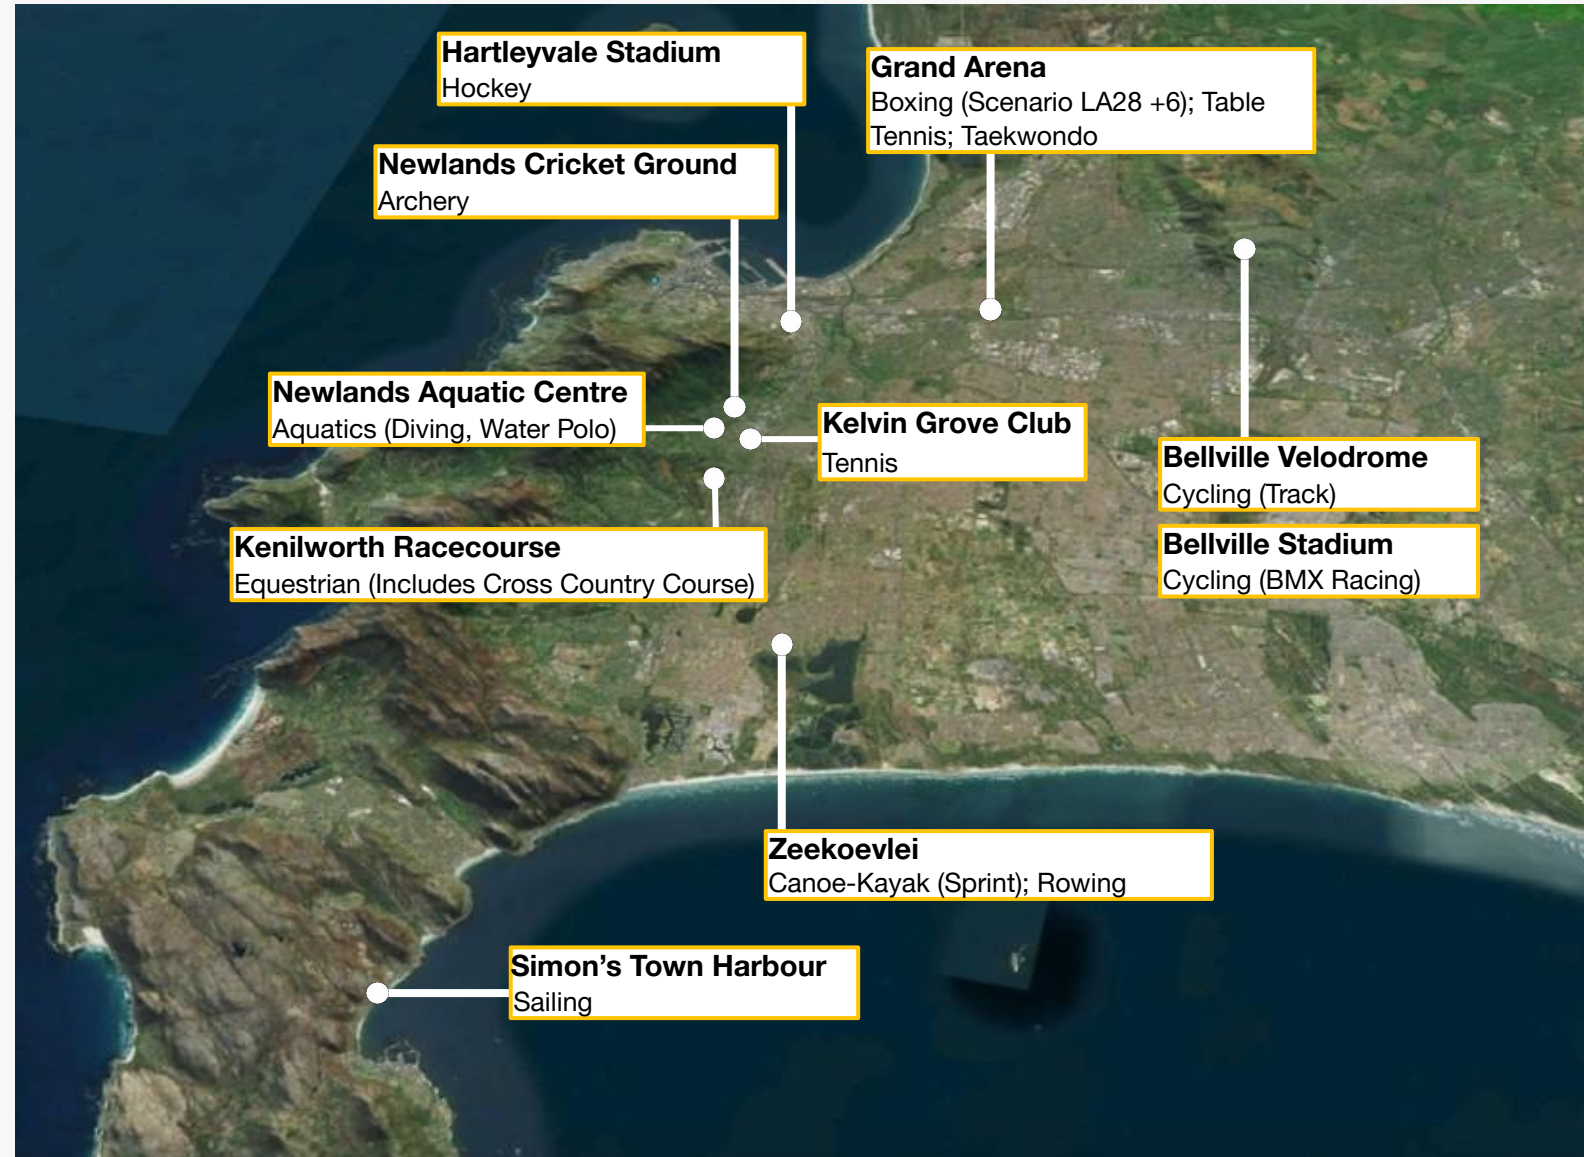 Hartleyvale Stadium
Hockey
Grand Arena
Boxing (Scenario LA28 +6); Table
Tennis; Taekwondo
Newlands Cricket Ground
Archery
Newlands Aquatic Centre
Aquatics (Diving, Water Polo)
Kelvin Grove Club
Tennis
Bellville Velodrome
Cycling (Track)
Bellville Stadium
Cycling (BMX Racing)
Kenilworth Racecourse
Equestrian (Includes Cross Country Course)
Zeekoevlei
Canoe-Kayak (Sprint); Rowing
Simon’s Town Harbour
Sailing